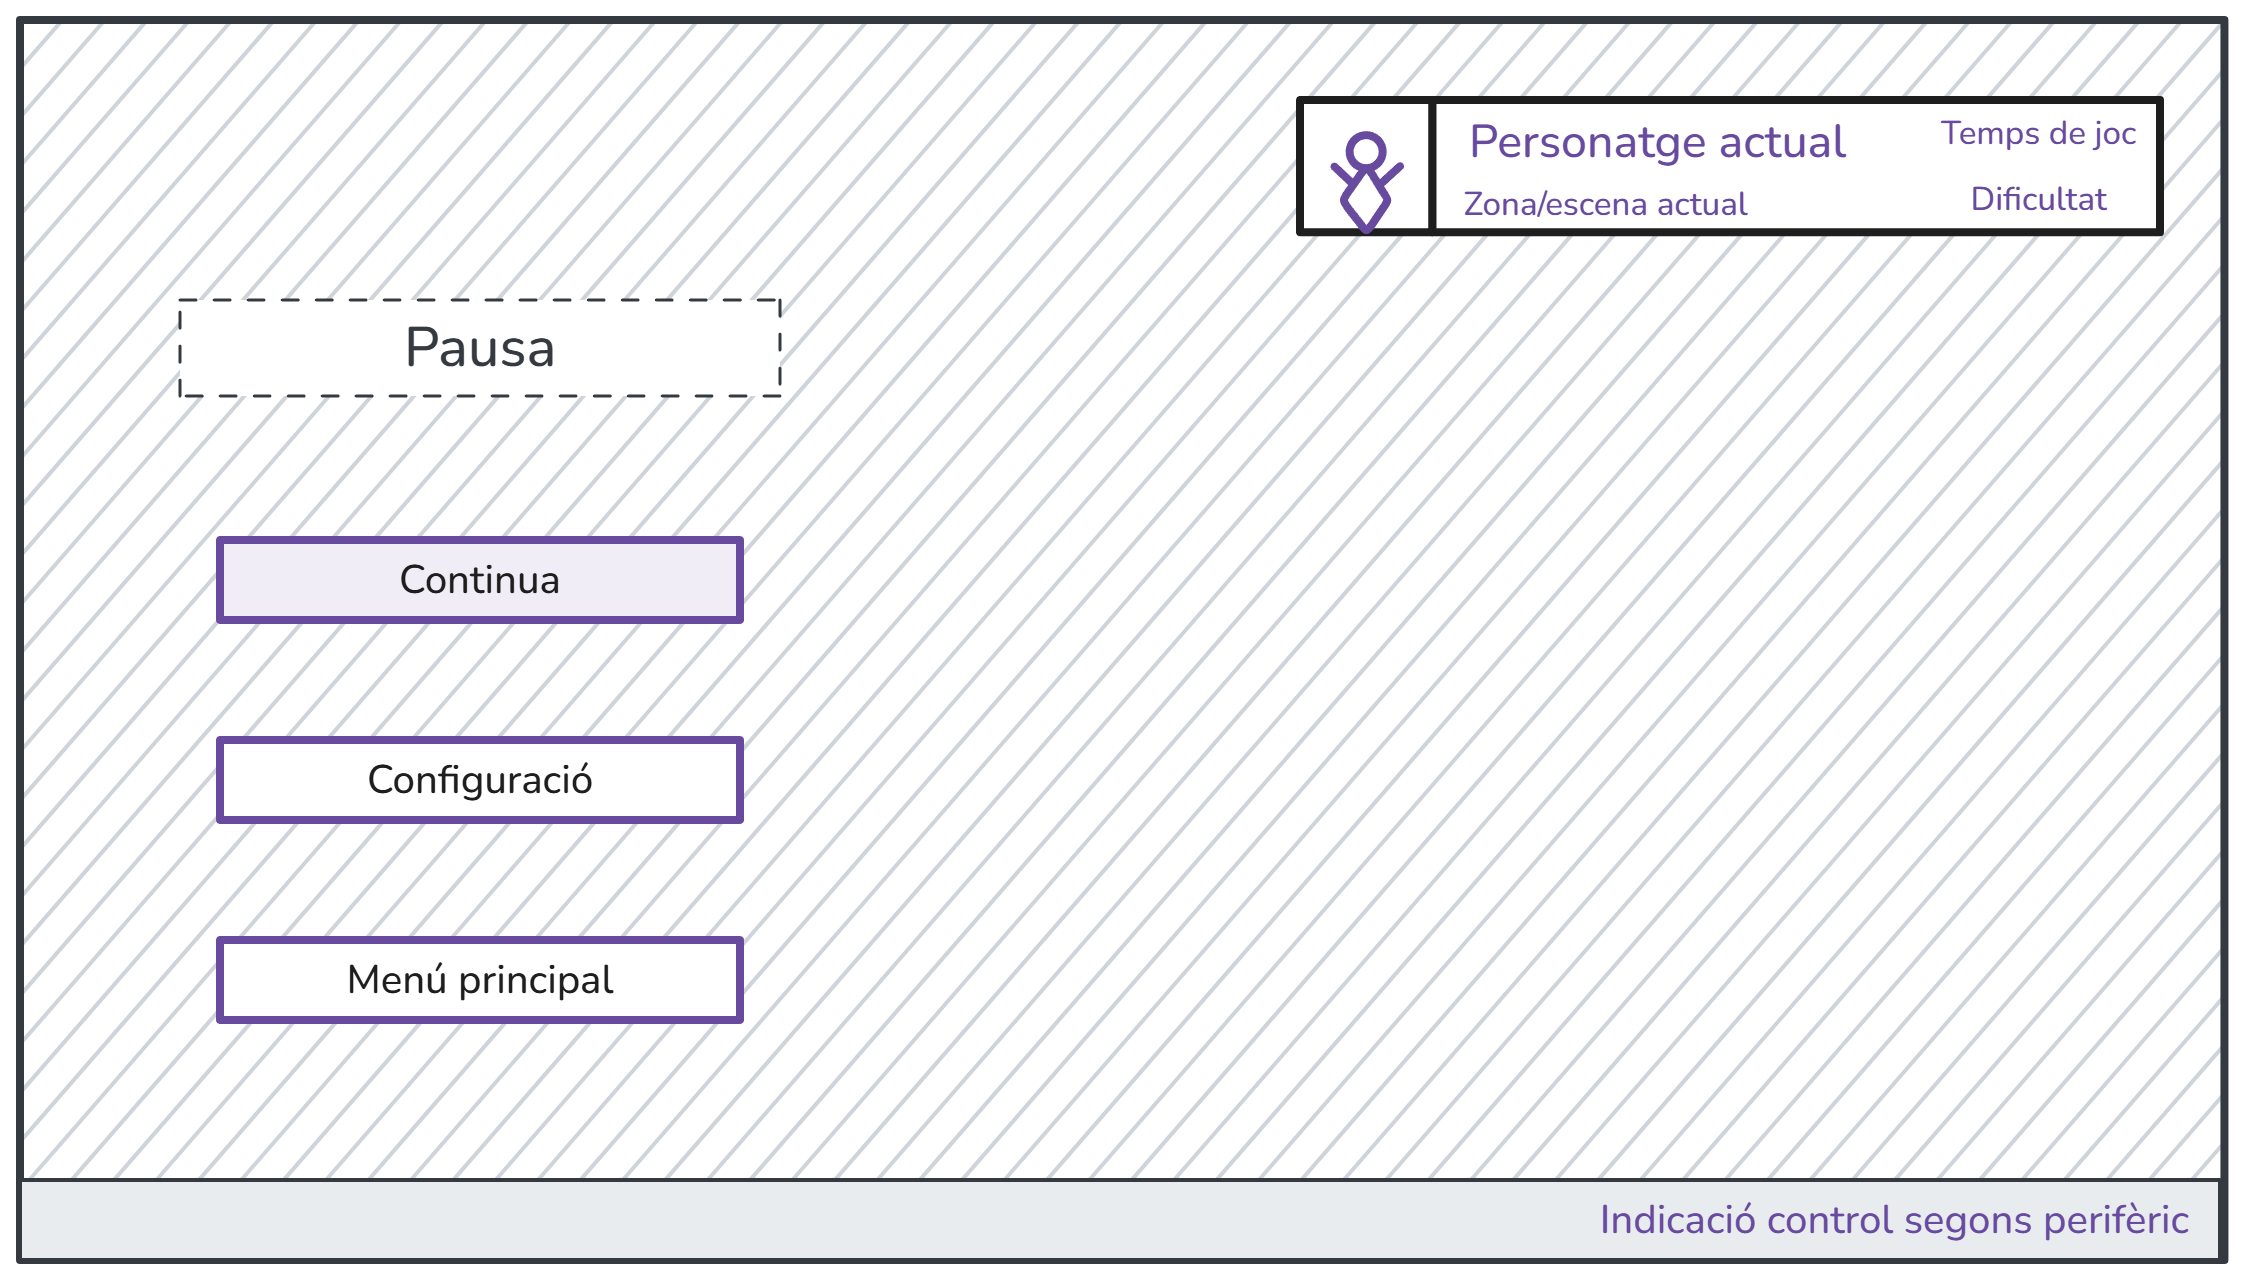 Personatge actual
Temps de joc
Zona/escena actual
Dificultat
Pausa
Continua
Configuració
Menú principal
Indicació control segons perifèric